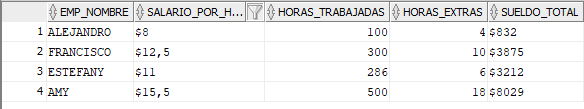 EMP_NOMBRE SALARIO_POR_H... HORAS_TRABAJADAS HORAS_EXTRAS SUELDO_TOTAL
1 ALEJANDRO $8 100 4 $832
2 FRANCISCO $12,5 300 10 $3875
3 ESTEFANY $11 286 6 $3212
4 AMY $15,5 500 18 $8029